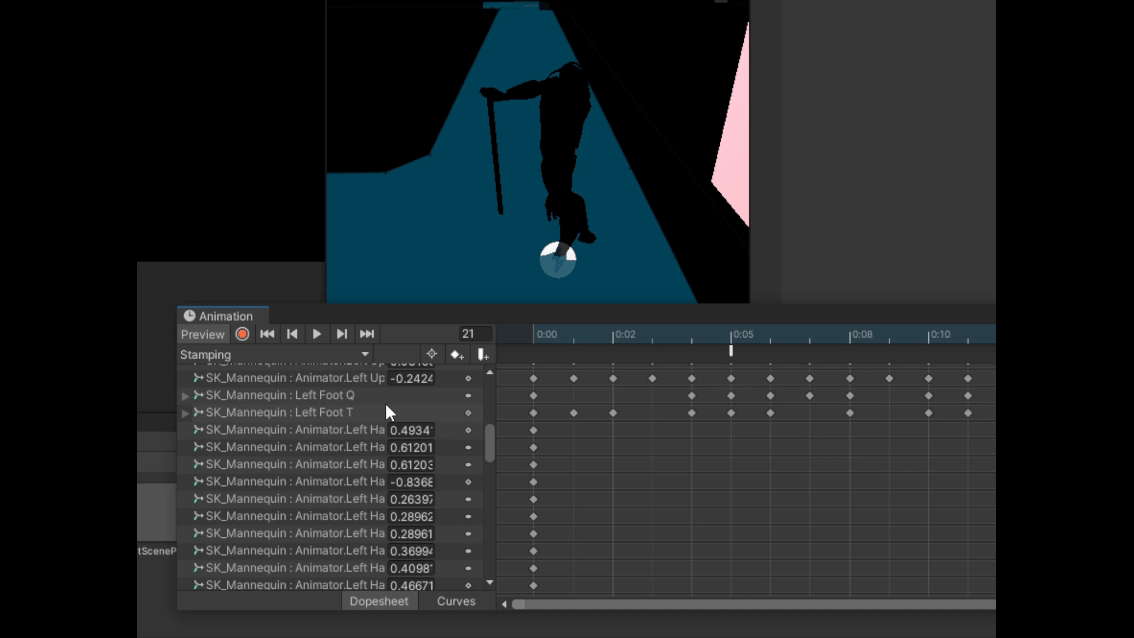 Animation
Preview 21 0:00 0:02 0:05 0:08 0:10
Stamping
SK_Mannequin : Animator.Left Up -0.2424
SK_Mannequin : Left Foot Q
SK_Mannequin : Left Foot T
SK_Mannequin : Animator.Left Ha 0.4934
SK_Mannequin : Animator.Left Ha 0.61201
SK_Mannequin : Animator.Left Ha 0.61203
SK_Mannequin : Animator.Left Ha -0.8368
SK_Mannequin : Animator.Left Ha 0.26397
SK_Mannequin : Animator.Left Ha 0.28962
SK_Mannequin : Animator.Left Ha 0.28961
SK_Mannequin : Animator.Left Ha 0.36994
tSceneP
SK_Mannequin : Animator.Left Ha 0.4098
SK_Mannequin : Animator.Left Ha 0.46671
Dopesheet Curves